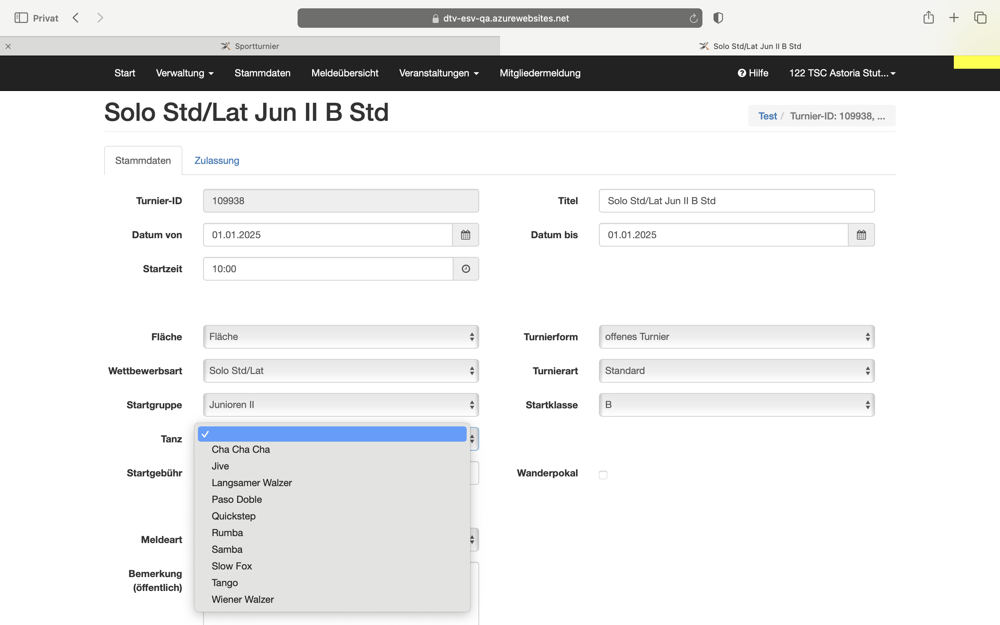 Privat
dtv-esv-qa.azurewebsites.net
Sportturnier
Solo Std/Lat Jun II B Std
Start Verwaltung Stammdaten Meldeübersicht Veranstaltungen Mitgliedermeldung Hilfe 122 TSC Astoria Stut...
Solo Std/Lat Jun II B Std
Test / Turnier-ID: 109938, ...
Stammdaten Zulassung
Turnier-ID 109938 Titel Solo Std/Lat Jun II B Std
Datum von 01.01.2025 Datum bis 01.01.2025
Startzeit 10:00
Fläche Fläche Turnierform offenes Turnier
Wettbewerbsart Solo Std/Lat Turnierart Standard
Startgruppe Junioren II Startklasse B
Tanz
Cha Cha Cha
Jive
Langsamer Walzer
Paso Doble
Quickstep
Rumba
Samba
Slow Fox
Tango
Wiener Walzer
Startgebühr Wanderpokal
Meldeart
Bemerkung
(öffentlich)